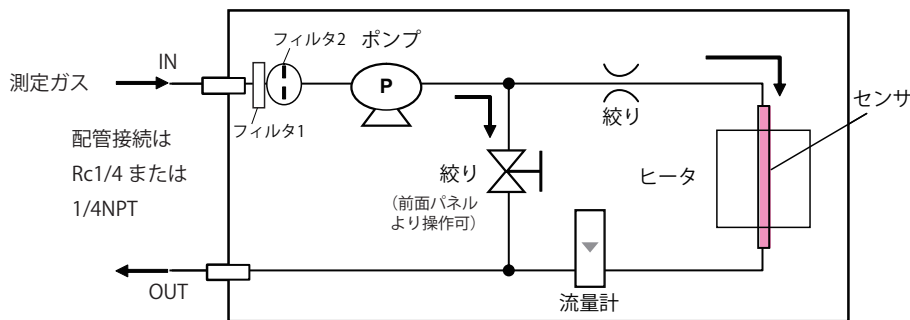 IN
測定ガス
フィルタ2
ポンプ
P
フィルタ1
絞り
センサ
配管接続は
Rc1/4 または
1/4NPT
絞り
(前面パネル
より操作可)
ヒータ
OUT
流量計